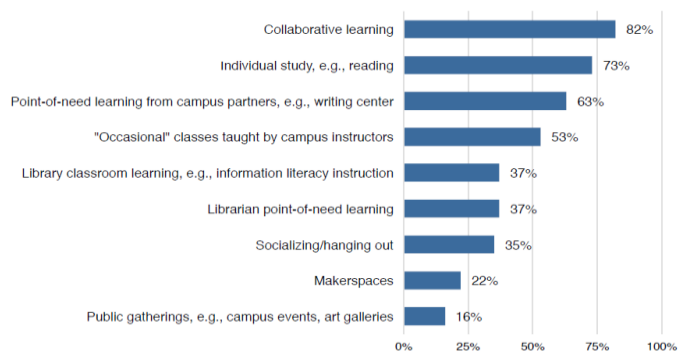 Collaborative learning 82%
Individual study, e.g., reading 73%
Point-of-need learning from campus partners, e.g., writing center 63%
"Occasional" classes taught by campus instructors 53%
Library classroom learning, e.g., information literacy instruction 37%
Librarian point-of-need learning 37%
Socializing/hanging out 35%
Makerspaces 22%
Public gatherings, e.g., campus events, art galleries 16%
0% 25% 50% 75% 100%